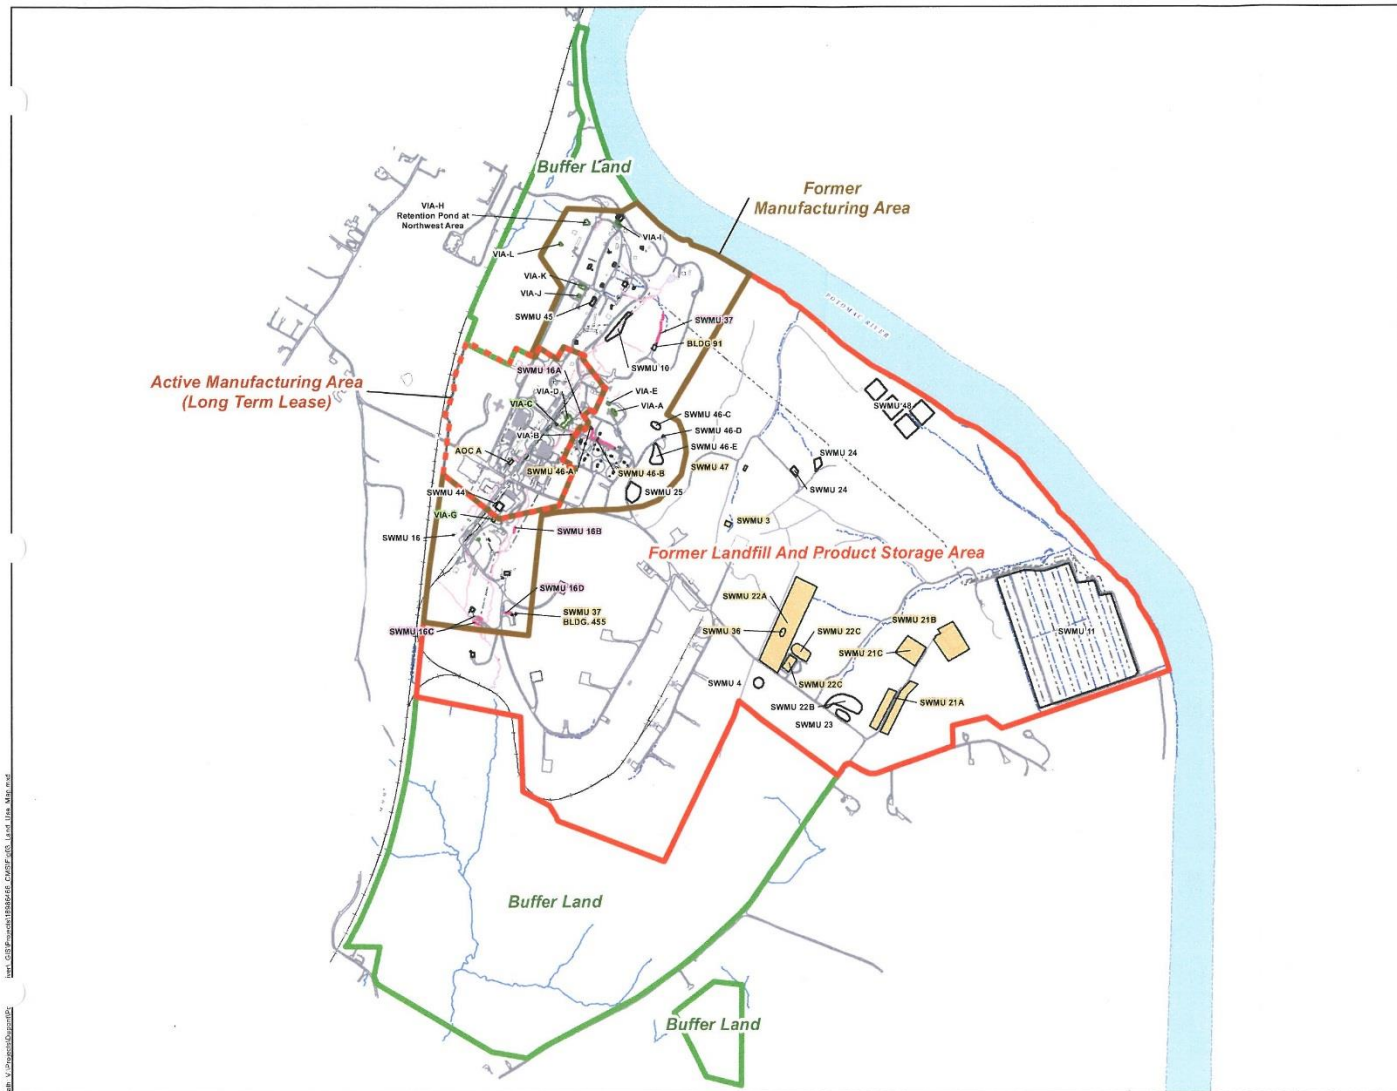 Buffer Land
Former
Manufacturing Area
VIA-H
Retention Pond at
Northwest Area
VIA-I
VIA-L
VIA-K
VIA-J
SWMU 45
SWMU 37
BLDG 91
SWMU 10
POTOMAC RIVER
Active Manufacturing Area
(Long Term Lease)
SWMU 16A
VIA-D
VIA-E
VIA-C
VIA-A
VIA-B
SWMU 46-C
SWMU 46-D
SWMU 46-E
SWMU 48
AOC A
SWMU 46-A
SWMU 46-B
SWMU 47
SWMU 24
SWMU 24
SWMU 44
SWMU 25
VIA-G
SWMU 3
SWMU 16
SWMU 16B
Former Landfill And Product Storage Area
SWMU 16D
SWMU 37
BLDG. 455
SWMU 16C
SWMU 22A
SWMU 36
SWMU 22C
SWMU 21B
SWMU 21C
SWMU 11
SWMU 4
SWMU 22C
SWMU 22B
SWMU 23
SWMU 21A
Buffer Land
Buffer Land